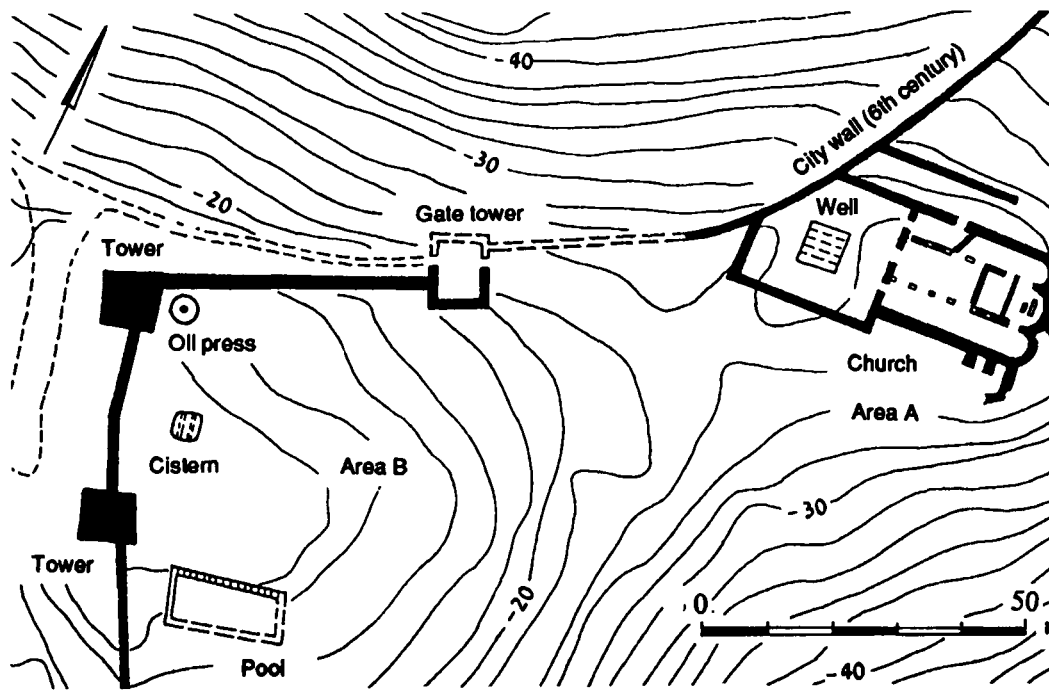 -40
City wall (6th century)
-30
-20
Gate tower
Well
Tower
Oil press
Church
Area A
Cistern
Area B
-30
Tower
-20
0
50
Pool
-40